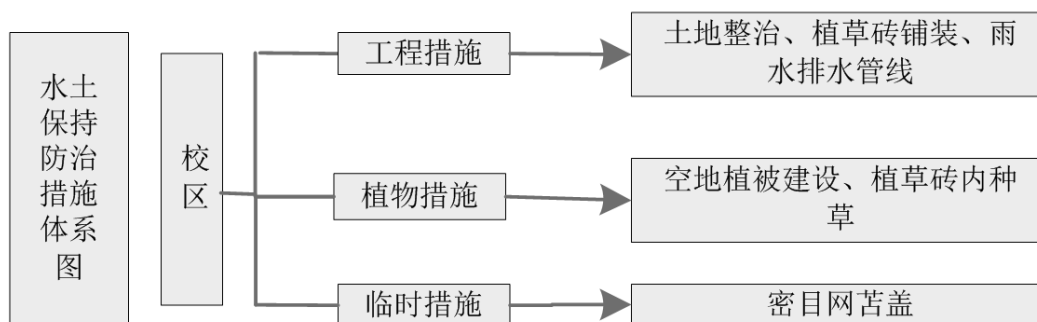 水土
保持
防治
措施
体系
图
校
区
工程措施
土地整治、植草砖铺装、雨
水排水管线
植物措施
空地植被建设、植草砖内种
草
临时措施
密目网苫盖